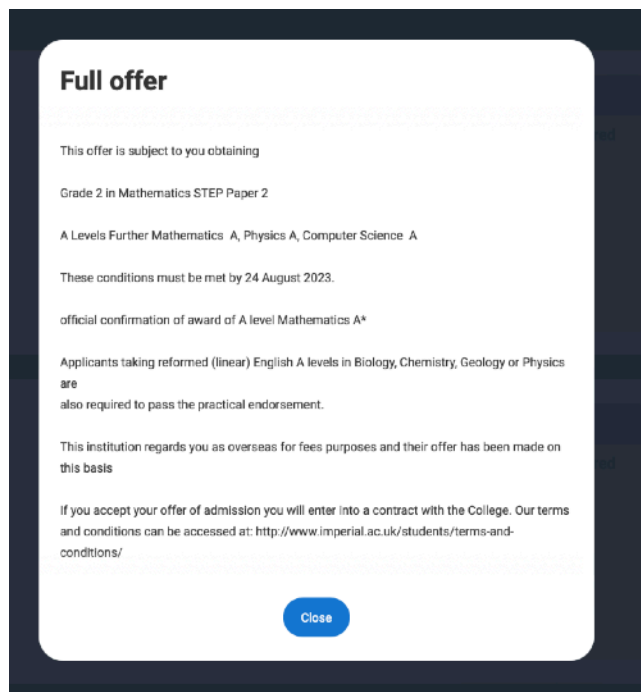 Full offer
This offer is subject to you obtaining
Grade 2 in Mathematics STEP Paper 2
A Levels Further Mathematics  A, Physics A, Computer Science  A
These conditions must be met by 24 August 2023.
official confirmation of award of A level Mathematics A*
Applicants taking reformed (linear) English A levels in Biology, Chemistry, Geology or Physics
are
also required to pass the practical endorsement.
This institution regards you as overseas for fees purposes and their offer has been made on
this basis
If you accept your offer of admission you will enter into a contract with the College. Our terms
and conditions can be accessed at: http://www.imperial.ac.uk/students/terms-and-
conditions/
Close